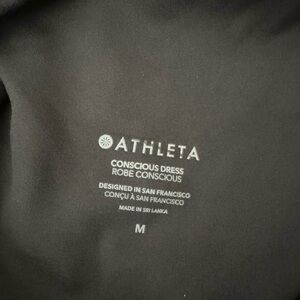 ATHLETA
CONSCIOUS DRESS
ROBE CONSCIOUS
DESIGNED IN SAN FRANCISCO
CONÇU À SAN FRANCISCO
MADE IN SRI LANKA
M